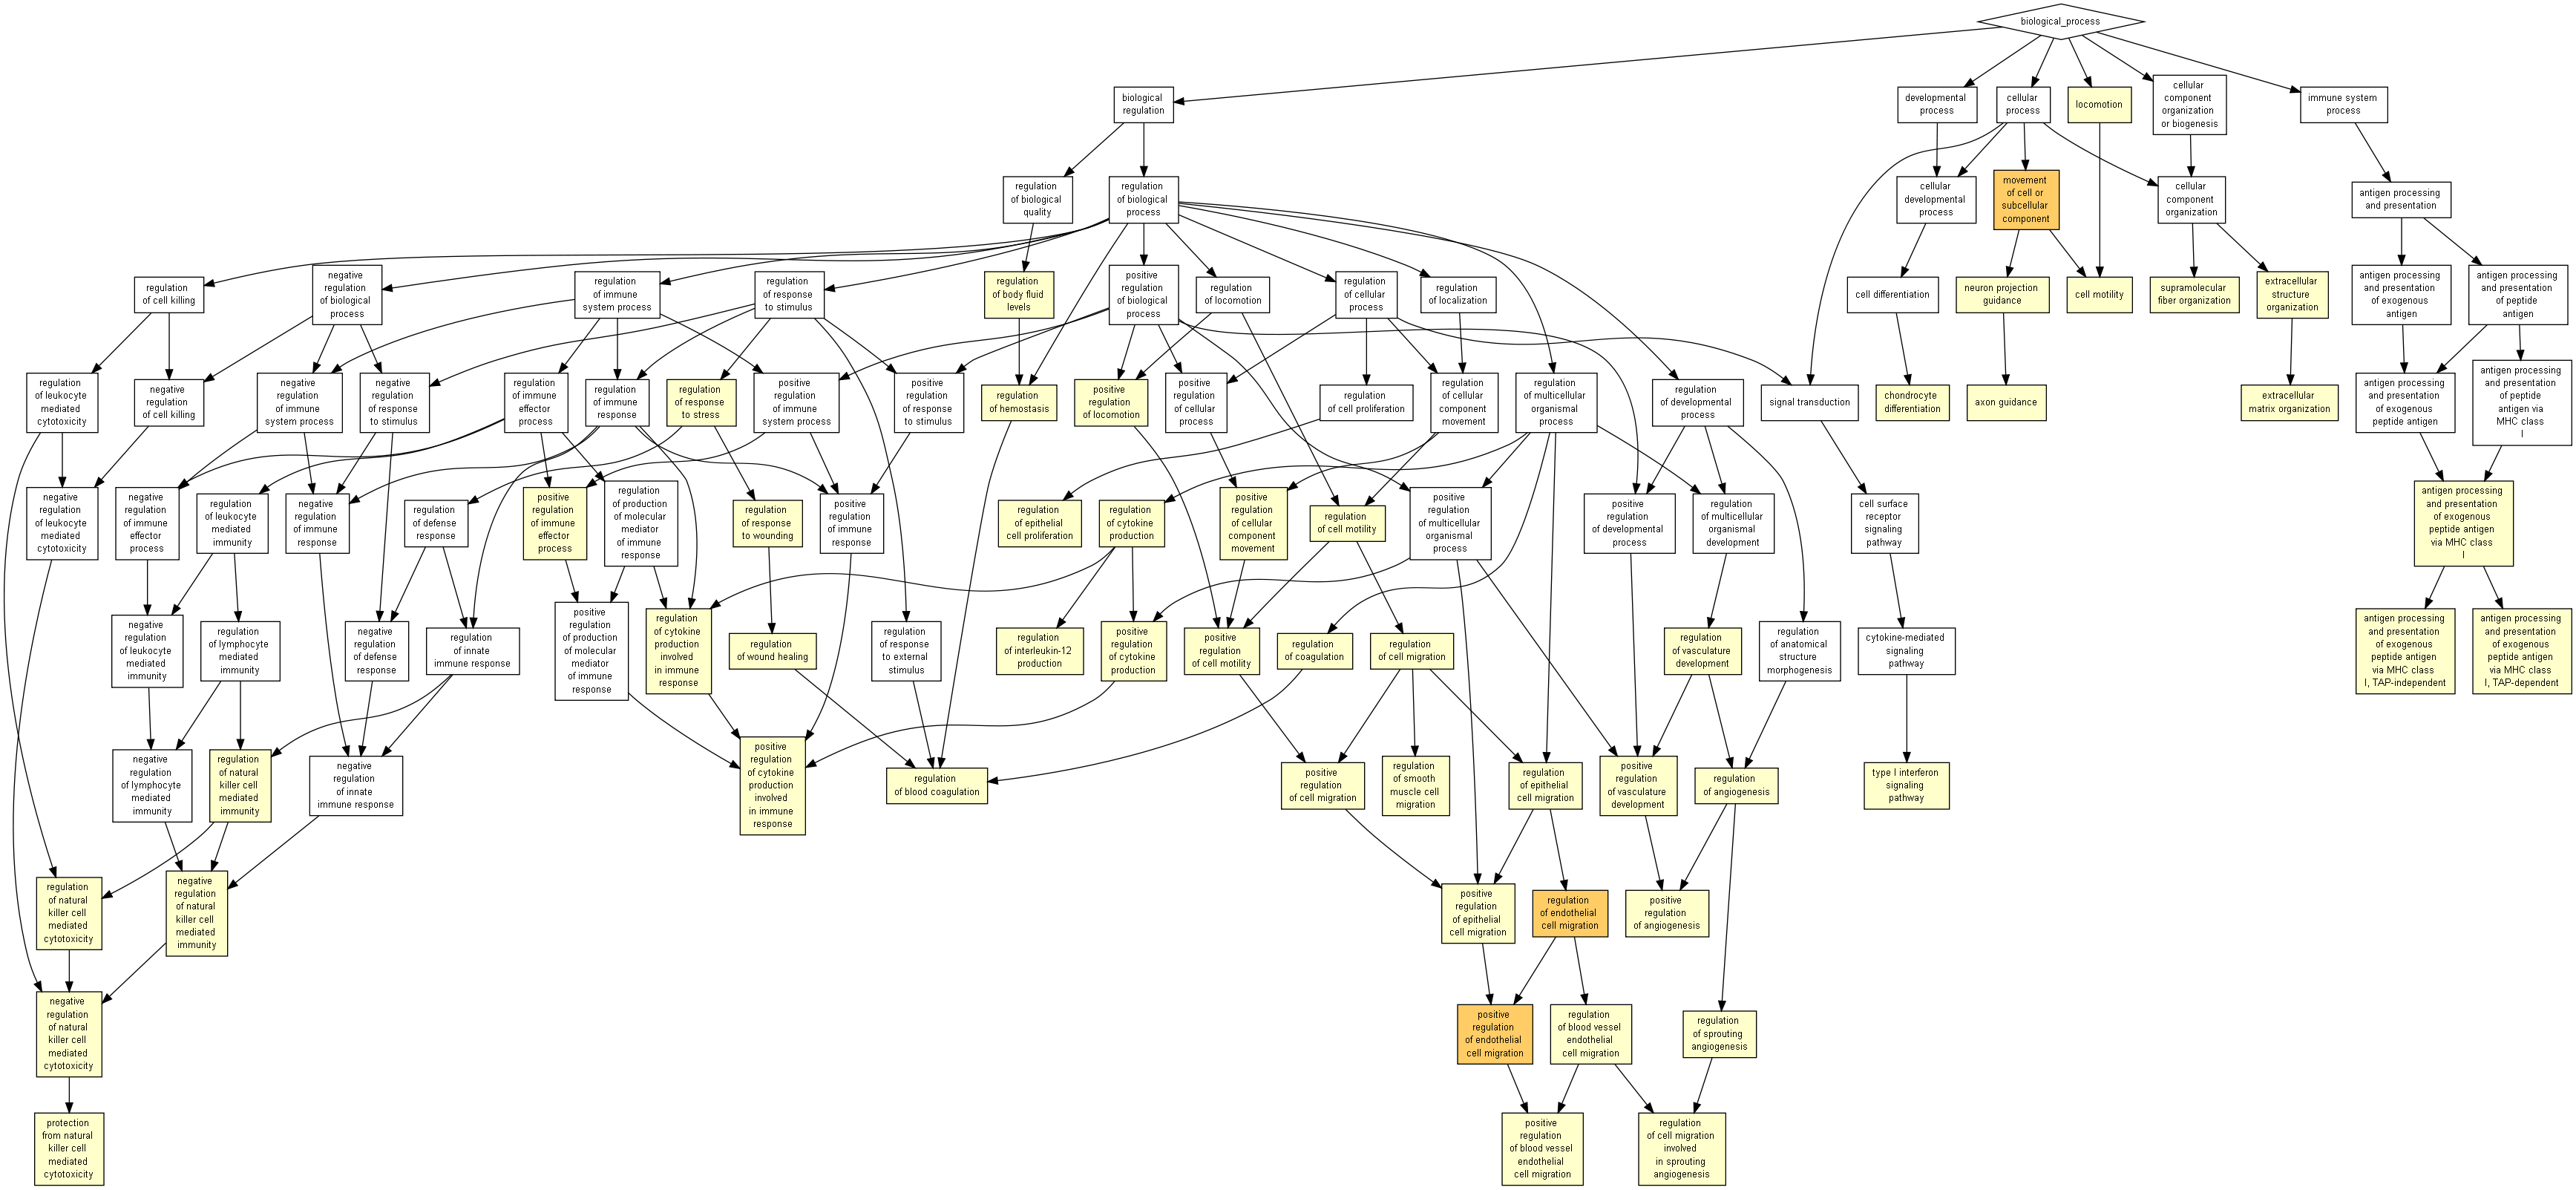 biological_process
biological
regulation
developmental
process
cellular
process
locomotion
cellular
component
organization
or biogenesis
immune system
process
regulation
of biological
quality
regulation
of biological
process
cellular
developmental
process
movement
of cell or
subcellular
component
cellular
component
organization
antigen processing
and presentation
regulation
of cell killing
negative
regulation
of biological
process
regulation
of immune
system process
regulation
of response
to stimulus
regulation
of body fluid
levels
positive
regulation
of biological
process
regulation
of locomotion
regulation
of cellular
process
regulation
of localization
cell differentiation
neuron projection
guidance
cell motility
supramolecular
fiber organization
extracellular
structure
organization
antigen processing
and presentation
of exogenous
antigen
antigen processing
and presentation
of peptide
antigen
regulation
of leukocyte
mediated
cytotoxicity
negative
regulation
of cell killing
negative
regulation
of immune
system process
negative
regulation
of response
to stimulus
regulation
of immune
effector
process
regulation
of immune
response
regulation
of response
to stress
positive
regulation
of immune
system process
positive
regulation
of response
to stimulus
regulation
of hemostasis
positive
regulation
of locomotion
positive
regulation
of cellular
process
regulation
of cell proliferation
regulation
of cellular
component
movement
regulation
of multicellular
organismal
process
regulation
of developmental
process
signal transduction
chondrocyte
differentiation
axon guidance
extracellular
matrix organization
antigen processing
and presentation
of exogenous
peptide antigen
antigen processing
and presentation
of peptide
antigen via
MHC class
I
negative
regulation
of leukocyte
mediated
cytotoxicity
negative
regulation
of immune
effector
process
regulation
of leukocyte
mediated
immunity
negative
regulation
of immune
response
regulation
of defense
response
positive
regulation
of immune
effector
process
regulation
of production
of molecular
mediator
of immune
response
regulation
of response
to wounding
positive
regulation
of immune
response
regulation
of epithelial
cell proliferation
regulation
of cytokine
production
positive
regulation
of cellular
component
movement
regulation
of cell motility
positive
regulation
of multicellular
organismal
process
positive
regulation
of developmental
process
regulation
of multicellular
organismal
development
cell surface
receptor
signaling
pathway
antigen processing
and presentation
of exogenous
peptide antigen
via MHC class
I
negative
regulation
of leukocyte
mediated
immunity
regulation
of lymphocyte
mediated
immunity
negative
regulation
of defense
response
regulation
of innate
immune response
positive
regulation
of production
of molecular
mediator
of immune
response
regulation
of cytokine
production
involved
in immune
response
regulation
of wound healing
regulation
of response
to external
stimulus
regulation
of interleukin-12
production
positive
regulation
of cytokine
production
positive
regulation
of cell motility
regulation
of coagulation
regulation
of cell migration
regulation
of vasculature
development
regulation
of anatomical
structure
morphogenesis
cytokine-mediated
signaling
pathway
antigen processing
and presentation
of exogenous
peptide antigen
via MHC class
I, TAP-independent
antigen processing
and presentation
of exogenous
peptide antigen
via MHC class
I, TAP-dependent
negative
regulation
of lymphocyte
mediated
immunity
regulation
of natural
killer cell
mediated
immunity
negative
regulation
of innate
immune response
positive
regulation
of cytokine
production
involved
in immune
response
regulation
of blood coagulation
positive
regulation
of cell migration
regulation
of smooth
muscle cell
migration
regulation
of epithelial
cell migration
positive
regulation
of vasculature
development
regulation
of angiogenesis
type I interferon
signaling
pathway
regulation
of natural
killer cell
mediated
cytotoxicity
negative
regulation
of natural
killer cell
mediated
immunity
positive
regulation
of epithelial
cell migration
regulation
of endothelial
cell migration
positive
regulation
of angiogenesis
negative
regulation
of natural
killer cell
mediated
cytotoxicity
positive
regulation
of endothelial
cell migration
regulation
of blood vessel
endothelial
cell migration
regulation
of sprouting
angiogenesis
protection
from natural
killer cell
mediated
cytotoxicity
positive
regulation
of blood vessel
endothelial
cell migration
regulation
of cell migration
involved
in sprouting
angiogenesis